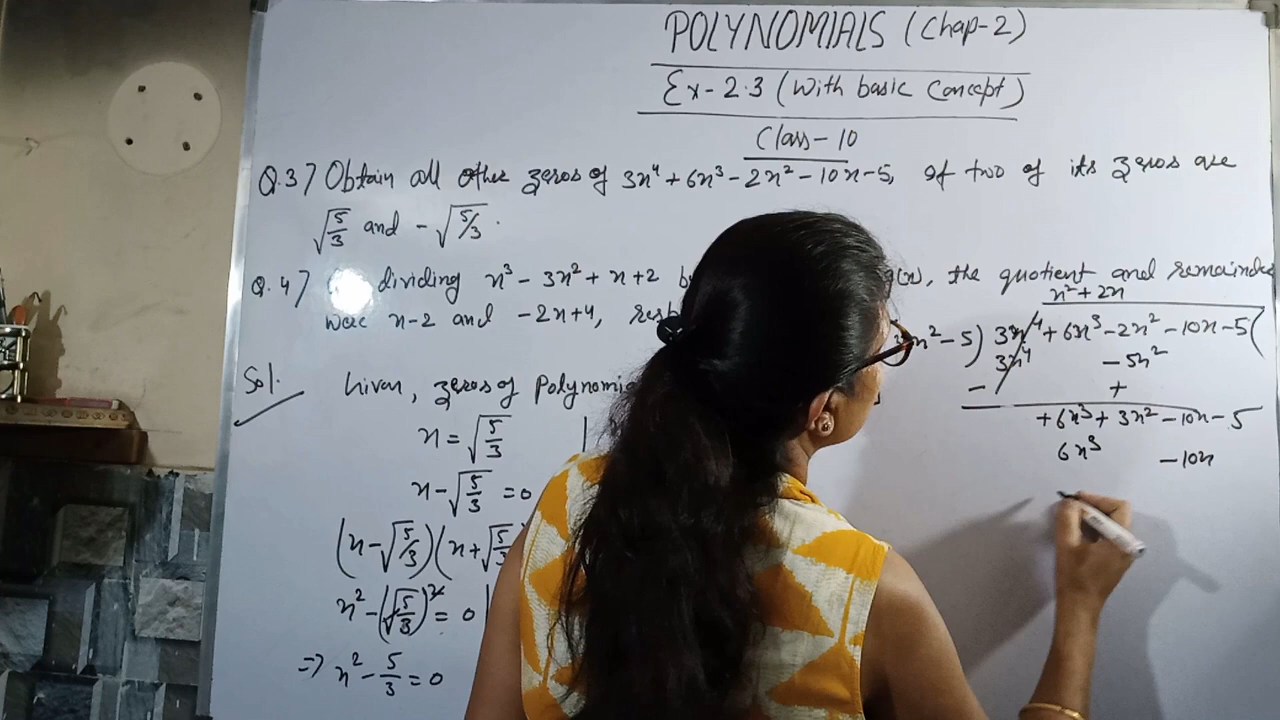 POLYNOMIALS (Chap-2)
Ex-2.3 (With basic Concept)
Class-10
Q.3) Obtain all other zeros of 3x⁴ + 6x³ - 2x² - 10x - 5, if two of its zeros are
√5/3 and -√5/3.
Q.4) dividing x³ - 3x² + x + 2 g(x), the quotient and remainder
were x-2 and -2x+4,
x² + 2x
x² - 5) 3x⁴ + 6x³ - 2x² - 10x - 5(
3x⁴ - 5x²
- +
+6x³ + 3x² - 10x - 5
6x³ - 10x
Sol. Given, zeros of Polynomia
x = √5/3
x - √5/3 = 0
(x - √5/3)(x + √5/3
x² - (√5/3)² = 0
=> x² - 5/3 = 0